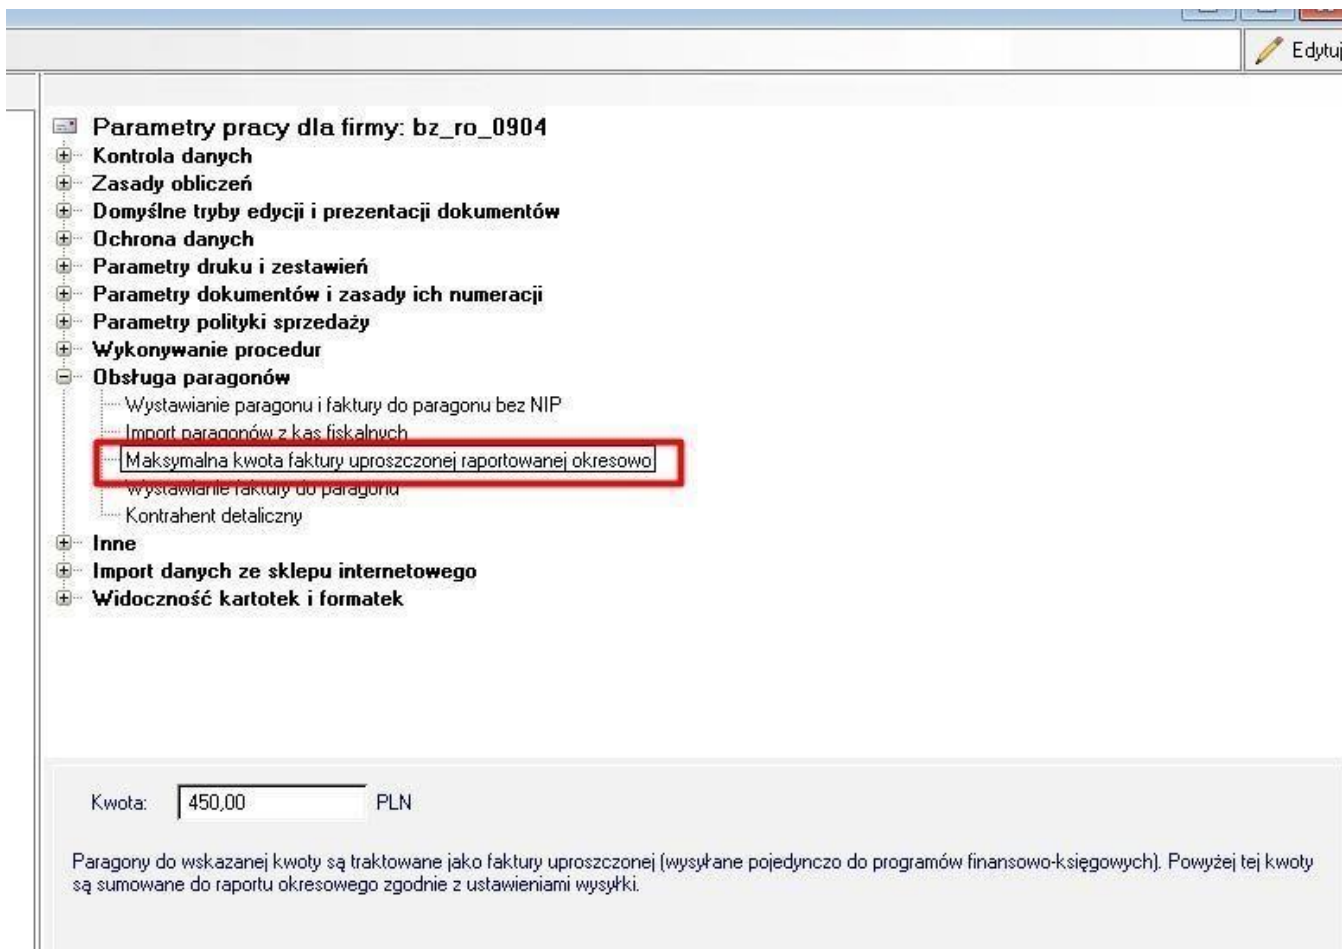 Edytuj
Parametry pracy dla firmy: bz_ro_0904
Kontrola danych
Zasady obliczeń
Domyślne tryby edycji i prezentacji dokumentów
Ochrona danych
Parametry druku i zestawień
Parametry dokumentów i zasady ich numeracji
Parametry polityki sprzedaży
Wykonywanie procedur
Obsługa paragonów
Wystawianie paragonu i faktury do paragonu bez NIP
Import paragonów z kas fiskalnych
Maksymalna kwota faktury uproszczonej raportowanej okresowo
Wystawianie faktury do paragonu
Kontrahent detaliczny
Inne
Import danych ze sklepu internetowego
Widoczność kartotek i formatek
Kwota: 450,00 PLN
Paragony do wskazanej kwoty są traktowane jako faktury uproszczonej (wysyłane pojedynczo do programów finansowo-księgowych). Powyżej tej kwoty
są sumowane do raportu okresowego zgodnie z ustawieniami wysyłki.